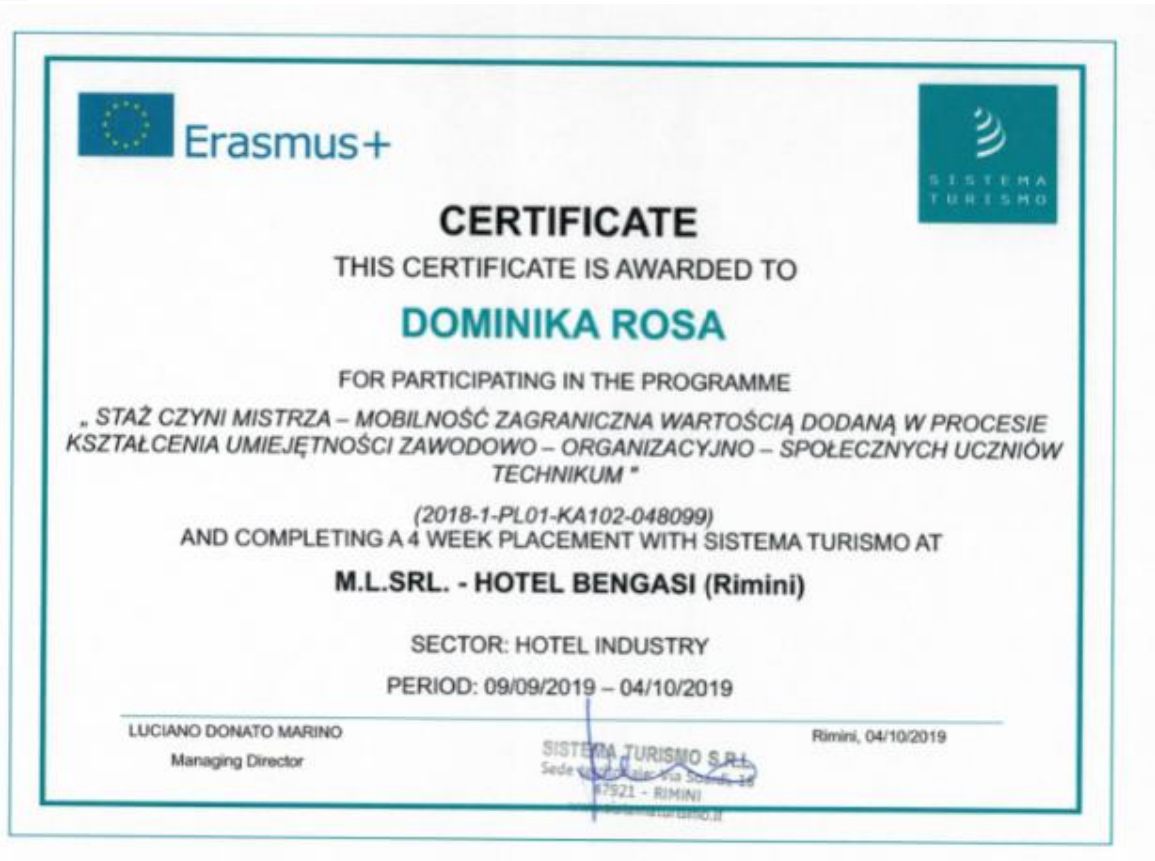 Erasmus+
SISTEMA
TURISMO
CERTIFICATE
THIS CERTIFICATE IS AWARDED TO
DOMINIKA ROSA
FOR PARTICIPATING IN THE PROGRAMME
„ STAŻ CZYNI MISTRZA – MOBILNOŚĆ ZAGRANICZNA WARTOŚCIĄ DODANĄ W PROCESIE
KSZTAŁCENIA UMIEJĘTNOŚCI ZAWODOWO – ORGANIZACYJNO – SPOŁECZNYCH UCZNIÓW
TECHNIKUM "
(2018-1-PL01-KA102-048099)
AND COMPLETING A 4 WEEK PLACEMENT WITH SISTEMA TURISMO AT
M.L.SRL. - HOTEL BENGASI (Rimini)
SECTOR: HOTEL INDUSTRY
PERIOD: 09/09/2019 – 04/10/2019
LUCIANO DONATO MARINO
Managing Director
Rimini, 04/10/2019
SISTEMA TURISMO S.R.L.
Sede Via
47921 - RIMINI